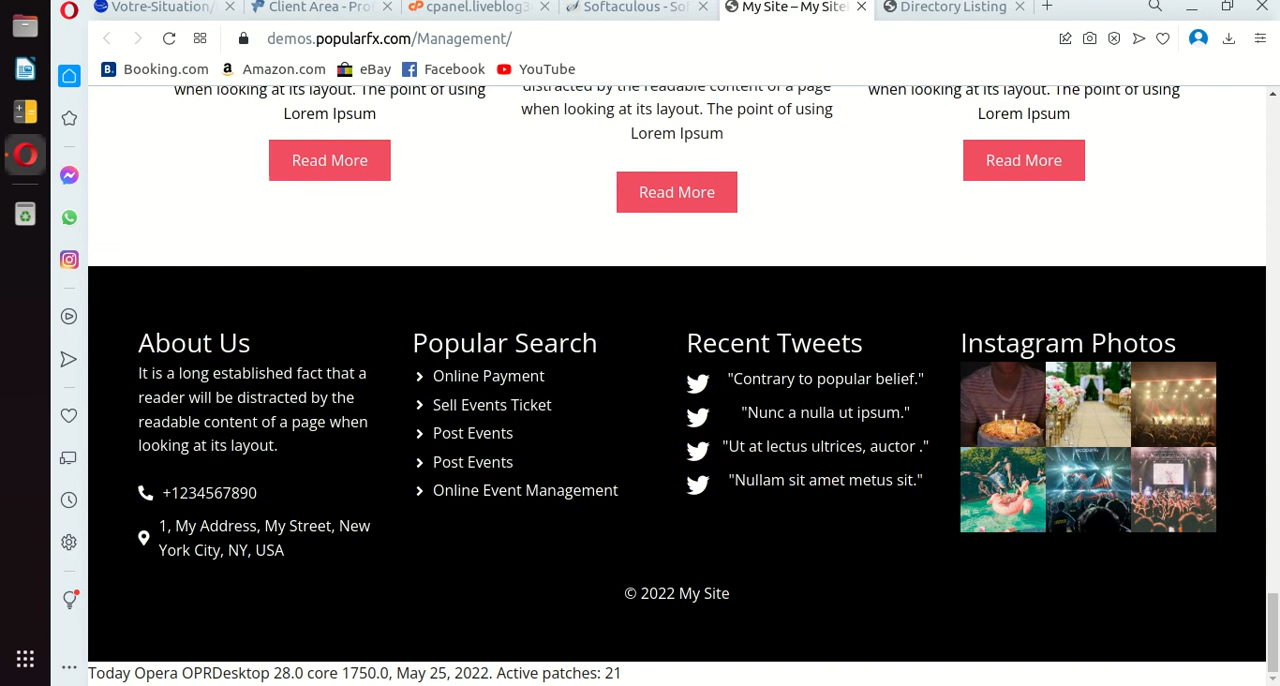 Votre-Situation/
Client Area - Pro
cpanel.liveblog3
Softaculous - So
My Site – My Site
Directory Listing
demos.popularfx.com/Management/
Booking.com
Amazon.com
eBay
Facebook
YouTube
when looking at its layout. The point of using
Lorem Ipsum
Read More
distracted by the readable content of a page
when looking at its layout. The point of using
Lorem Ipsum
Read More
when looking at its layout. The point of using
Lorem Ipsum
Read More
About Us
It is a long established fact that a
reader will be distracted by the
readable content of a page when
looking at its layout.
+1234567890
1, My Address, My Street, New
York City, NY, USA
Popular Search
Online Payment
Sell Events Ticket
Post Events
Post Events
Online Event Management
Recent Tweets
"Contrary to popular belief."
"Nunc a nulla ut ipsum."
"Ut at lectus ultrices, auctor ."
"Nullam sit amet metus sit."
Instagram Photos
© 2022 My Site
Today Opera OPRDesktop 28.0 core 1750.0, May 25, 2022. Active patches: 21